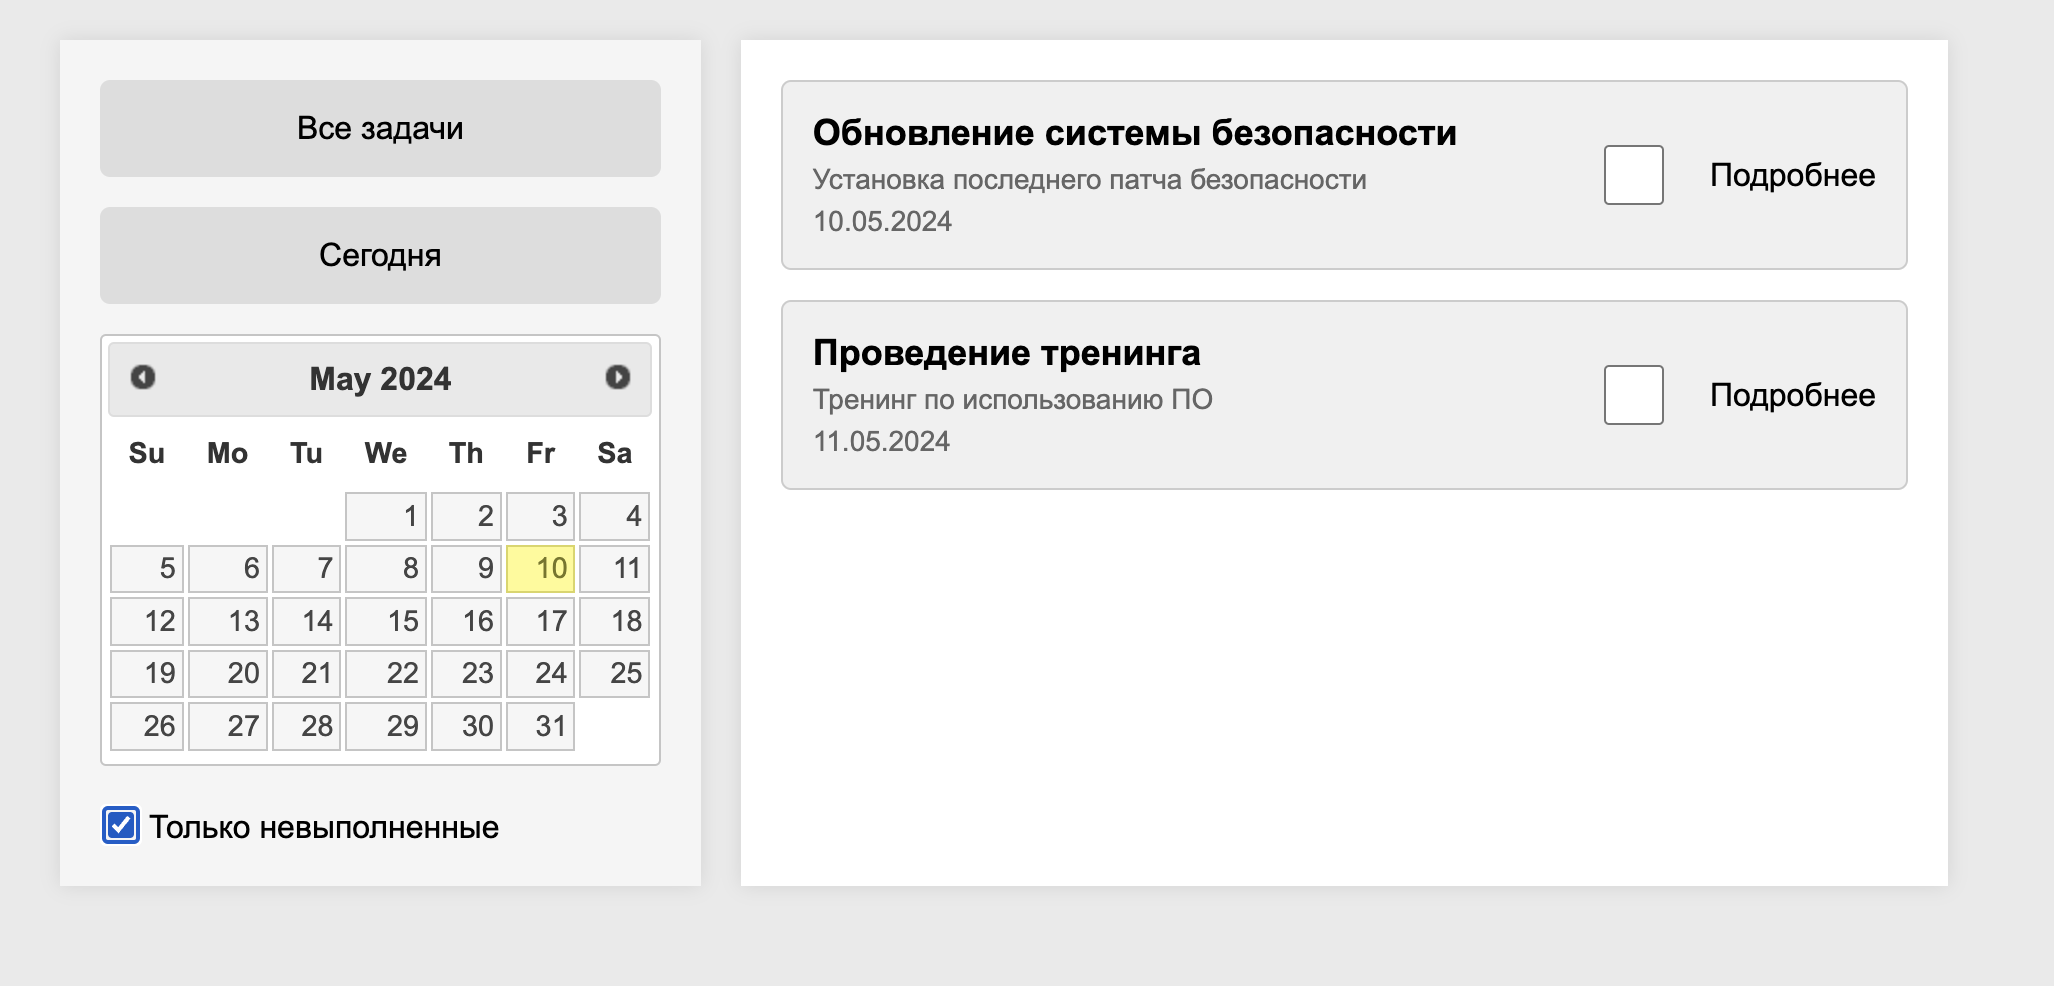 Все задачи
Сегодня
May 2024
Su Mo Tu We Th Fr Sa
1 2 3 4
5 6 7 8 9 10 11
12 13 14 15 16 17 18
19 20 21 22 23 24 25
26 27 28 29 30 31
Только невыполненные
Обновление системы безопасности
Установка последнего патча безопасности
10.05.2024
Подробнее
Проведение тренинга
Тренинг по использованию ПО
11.05.2024
Подробнее